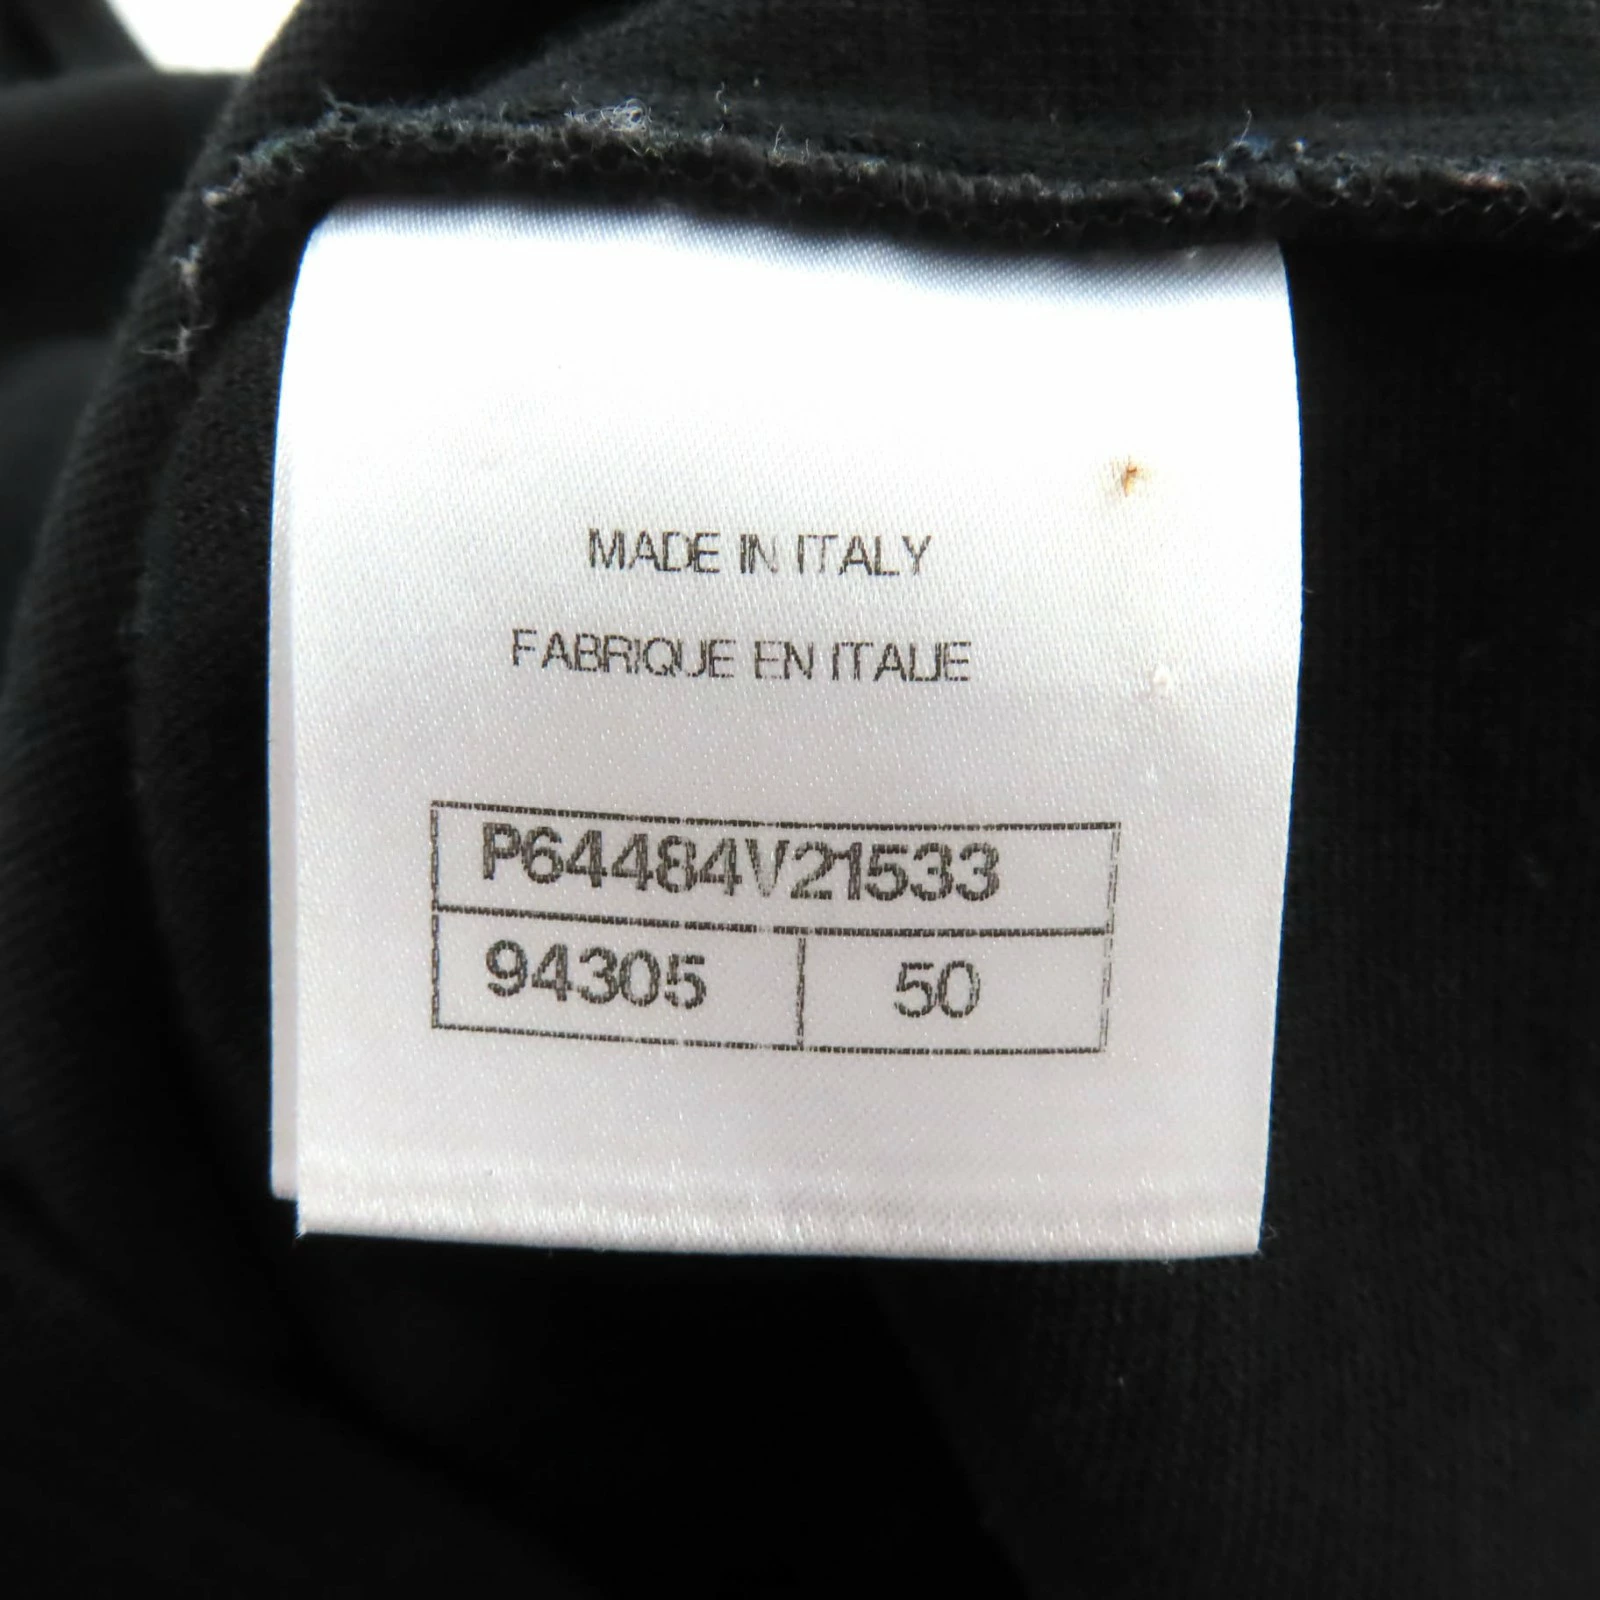 MADE IN ITALY
FABRIQUE EN ITALIE
P64484V21533
94305 50